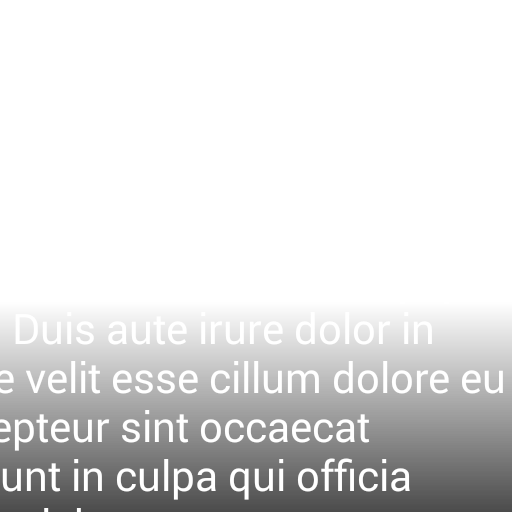 Duis aute irure dolor in
e velit esse cillum dolore eu
epteur sint occaecat
unt in culpa qui officia